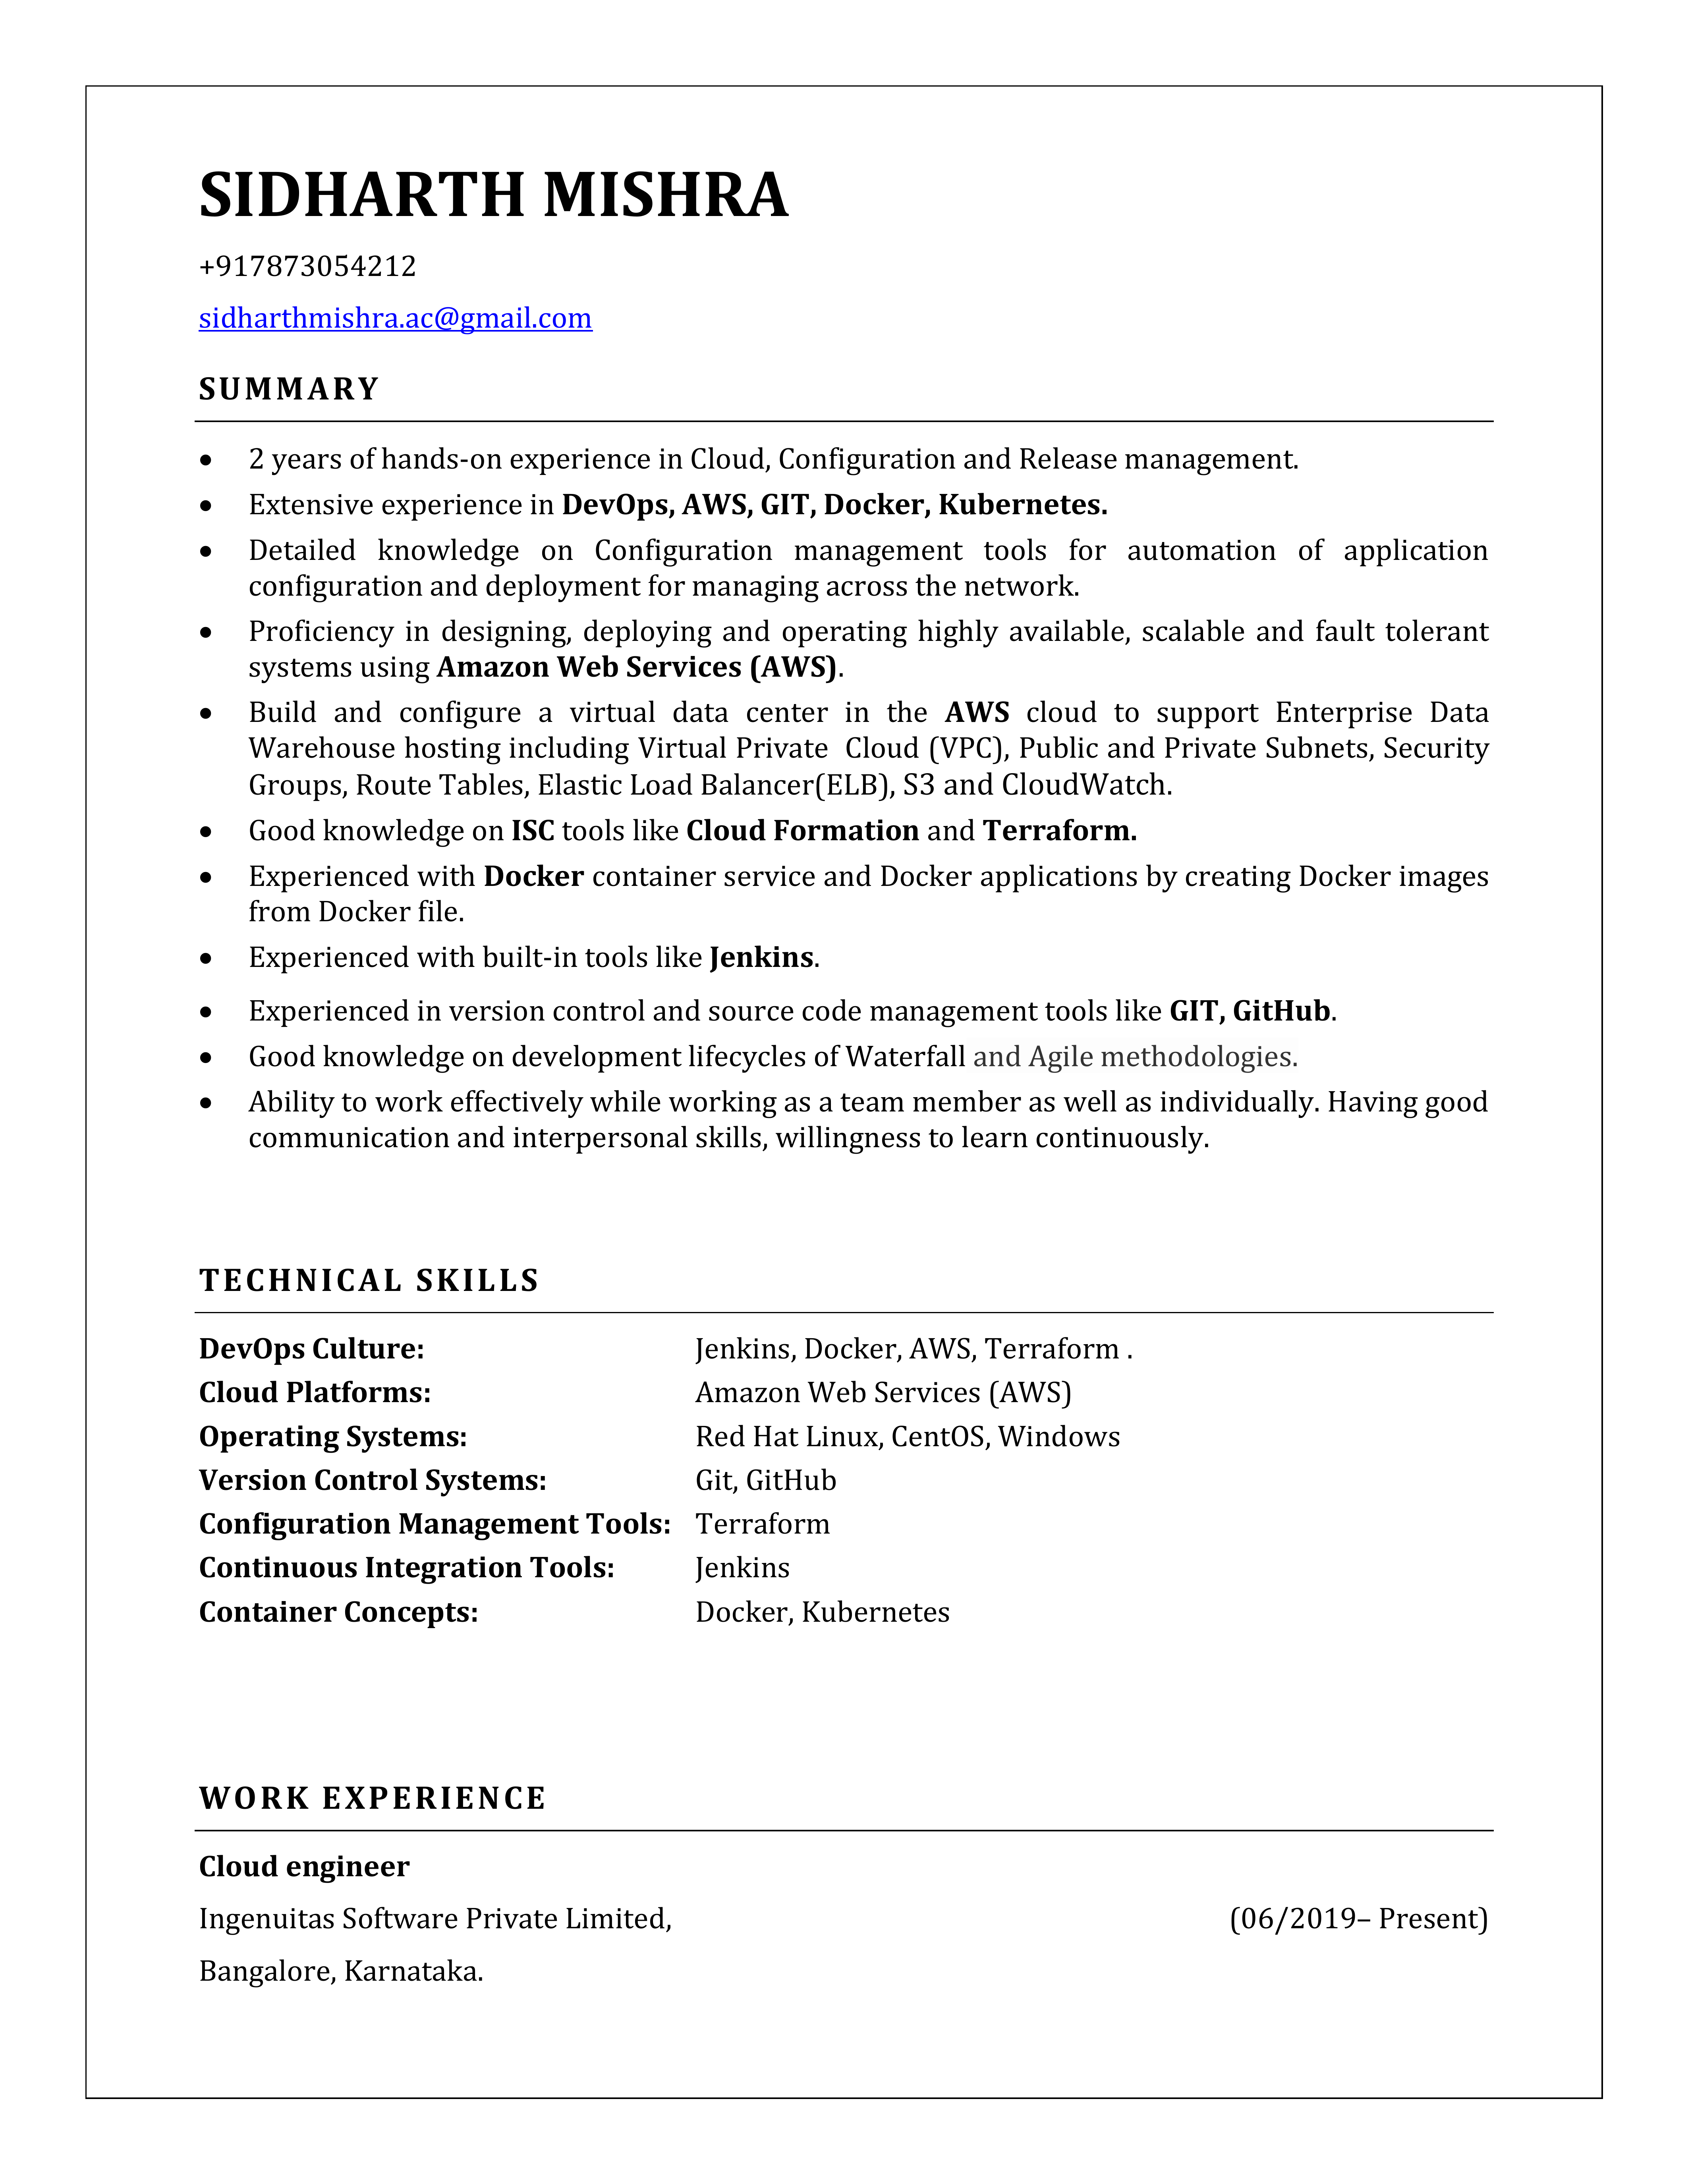 SIDHARTH MISHRA
+917873054212
sidharthmishra.ac@gmail.com
SUMMARY
• 2 years of hands-on experience in Cloud, Configuration and Release management.
• Extensive experience in DevOps, AWS, GIT, Docker, Kubernetes.
• Detailed knowledge on Configuration management tools for automation of application
configuration and deployment for managing across the network.
• Proficiency in designing, deploying and operating highly available, scalable and fault tolerant
systems using Amazon Web Services (AWS).
• Build and configure a virtual data center in the AWS cloud to support Enterprise Data
Warehouse hosting including Virtual Private Cloud (VPC), Public and Private Subnets, Security
Groups, Route Tables, Elastic Load Balancer(ELB), S3 and CloudWatch.
• Good knowledge on ISC tools like Cloud Formation and Terraform.
• Experienced with Docker container service and Docker applications by creating Docker images
from Docker file.
• Experienced with built-in tools like Jenkins.
• Experienced in version control and source code management tools like GIT, GitHub.
• Good knowledge on development lifecycles of Waterfall and Agile methodologies.
• Ability to work effectively while working as a team member as well as individually. Having good
communication and interpersonal skills, willingness to learn continuously.
TECHNICAL SKILLS
DevOps Culture: Jenkins, Docker, AWS, Terraform .
Cloud Platforms: Amazon Web Services (AWS)
Operating Systems: Red Hat Linux, CentOS, Windows
Version Control Systems: Git, GitHub
Configuration Management Tools: Terraform
Continuous Integration Tools: Jenkins
Container Concepts: Docker, Kubernetes
WORK EXPERIENCE
Cloud engineer
Ingenuitas Software Private Limited, (06/2019– Present)
Bangalore, Karnataka.